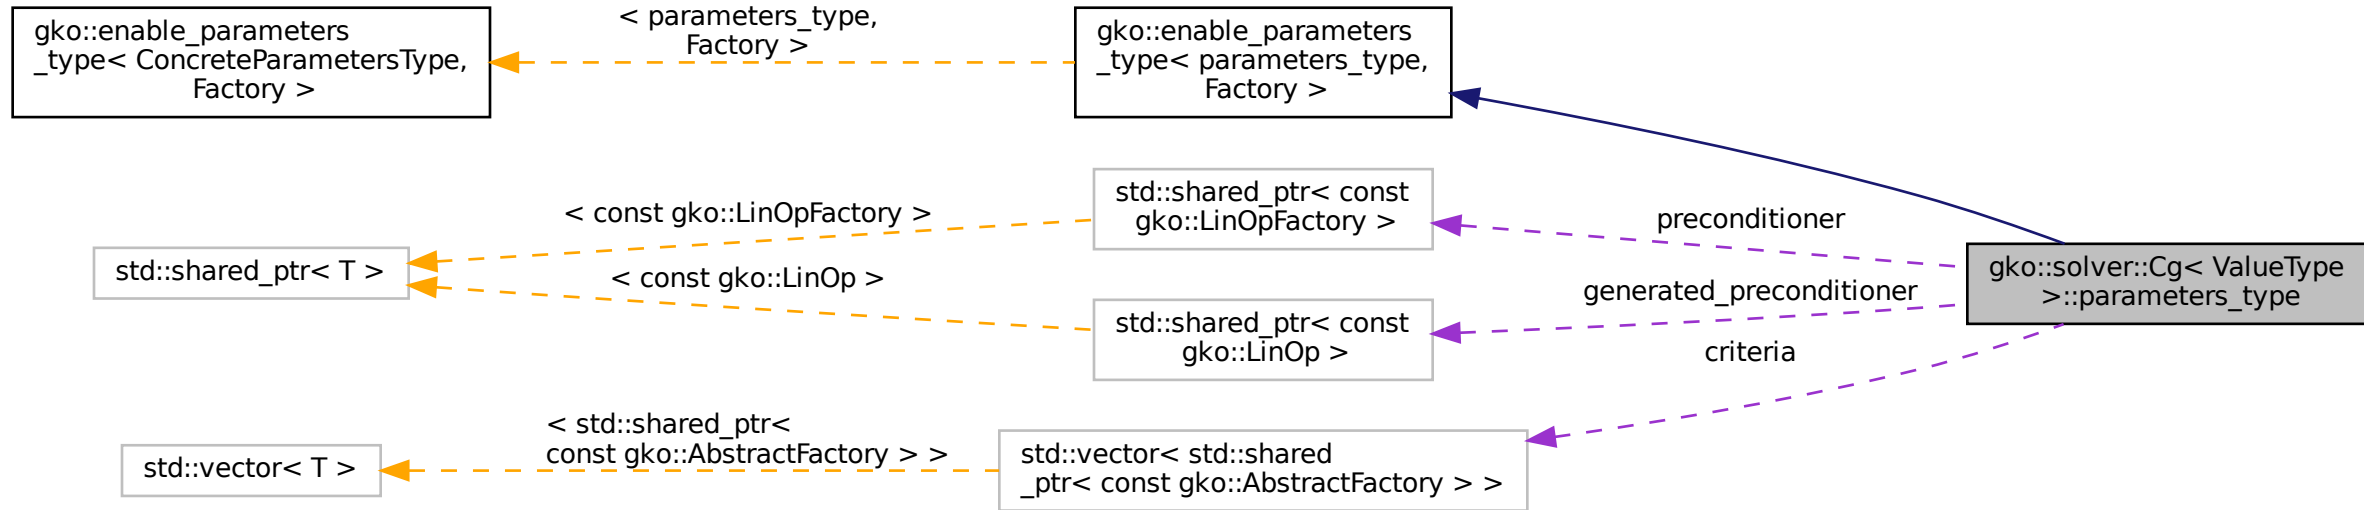 gko::enable_parameters
_type< ConcreteParametersType,
Factory >
< parameters_type,
Factory >
gko::enable_parameters
_type< parameters_type,
Factory >
std::shared_ptr< T >
< const gko::LinOpFactory >
< const gko::LinOp >
std::shared_ptr< const
gko::LinOpFactory >
std::shared_ptr< const
gko::LinOp >
preconditioner
generated_preconditioner
criteria
gko::solver::Cg< ValueType
>::parameters_type
std::vector< T >
< std::shared_ptr<
const gko::AbstractFactory > >
std::vector< std::shared
_ptr< const gko::AbstractFactory > >